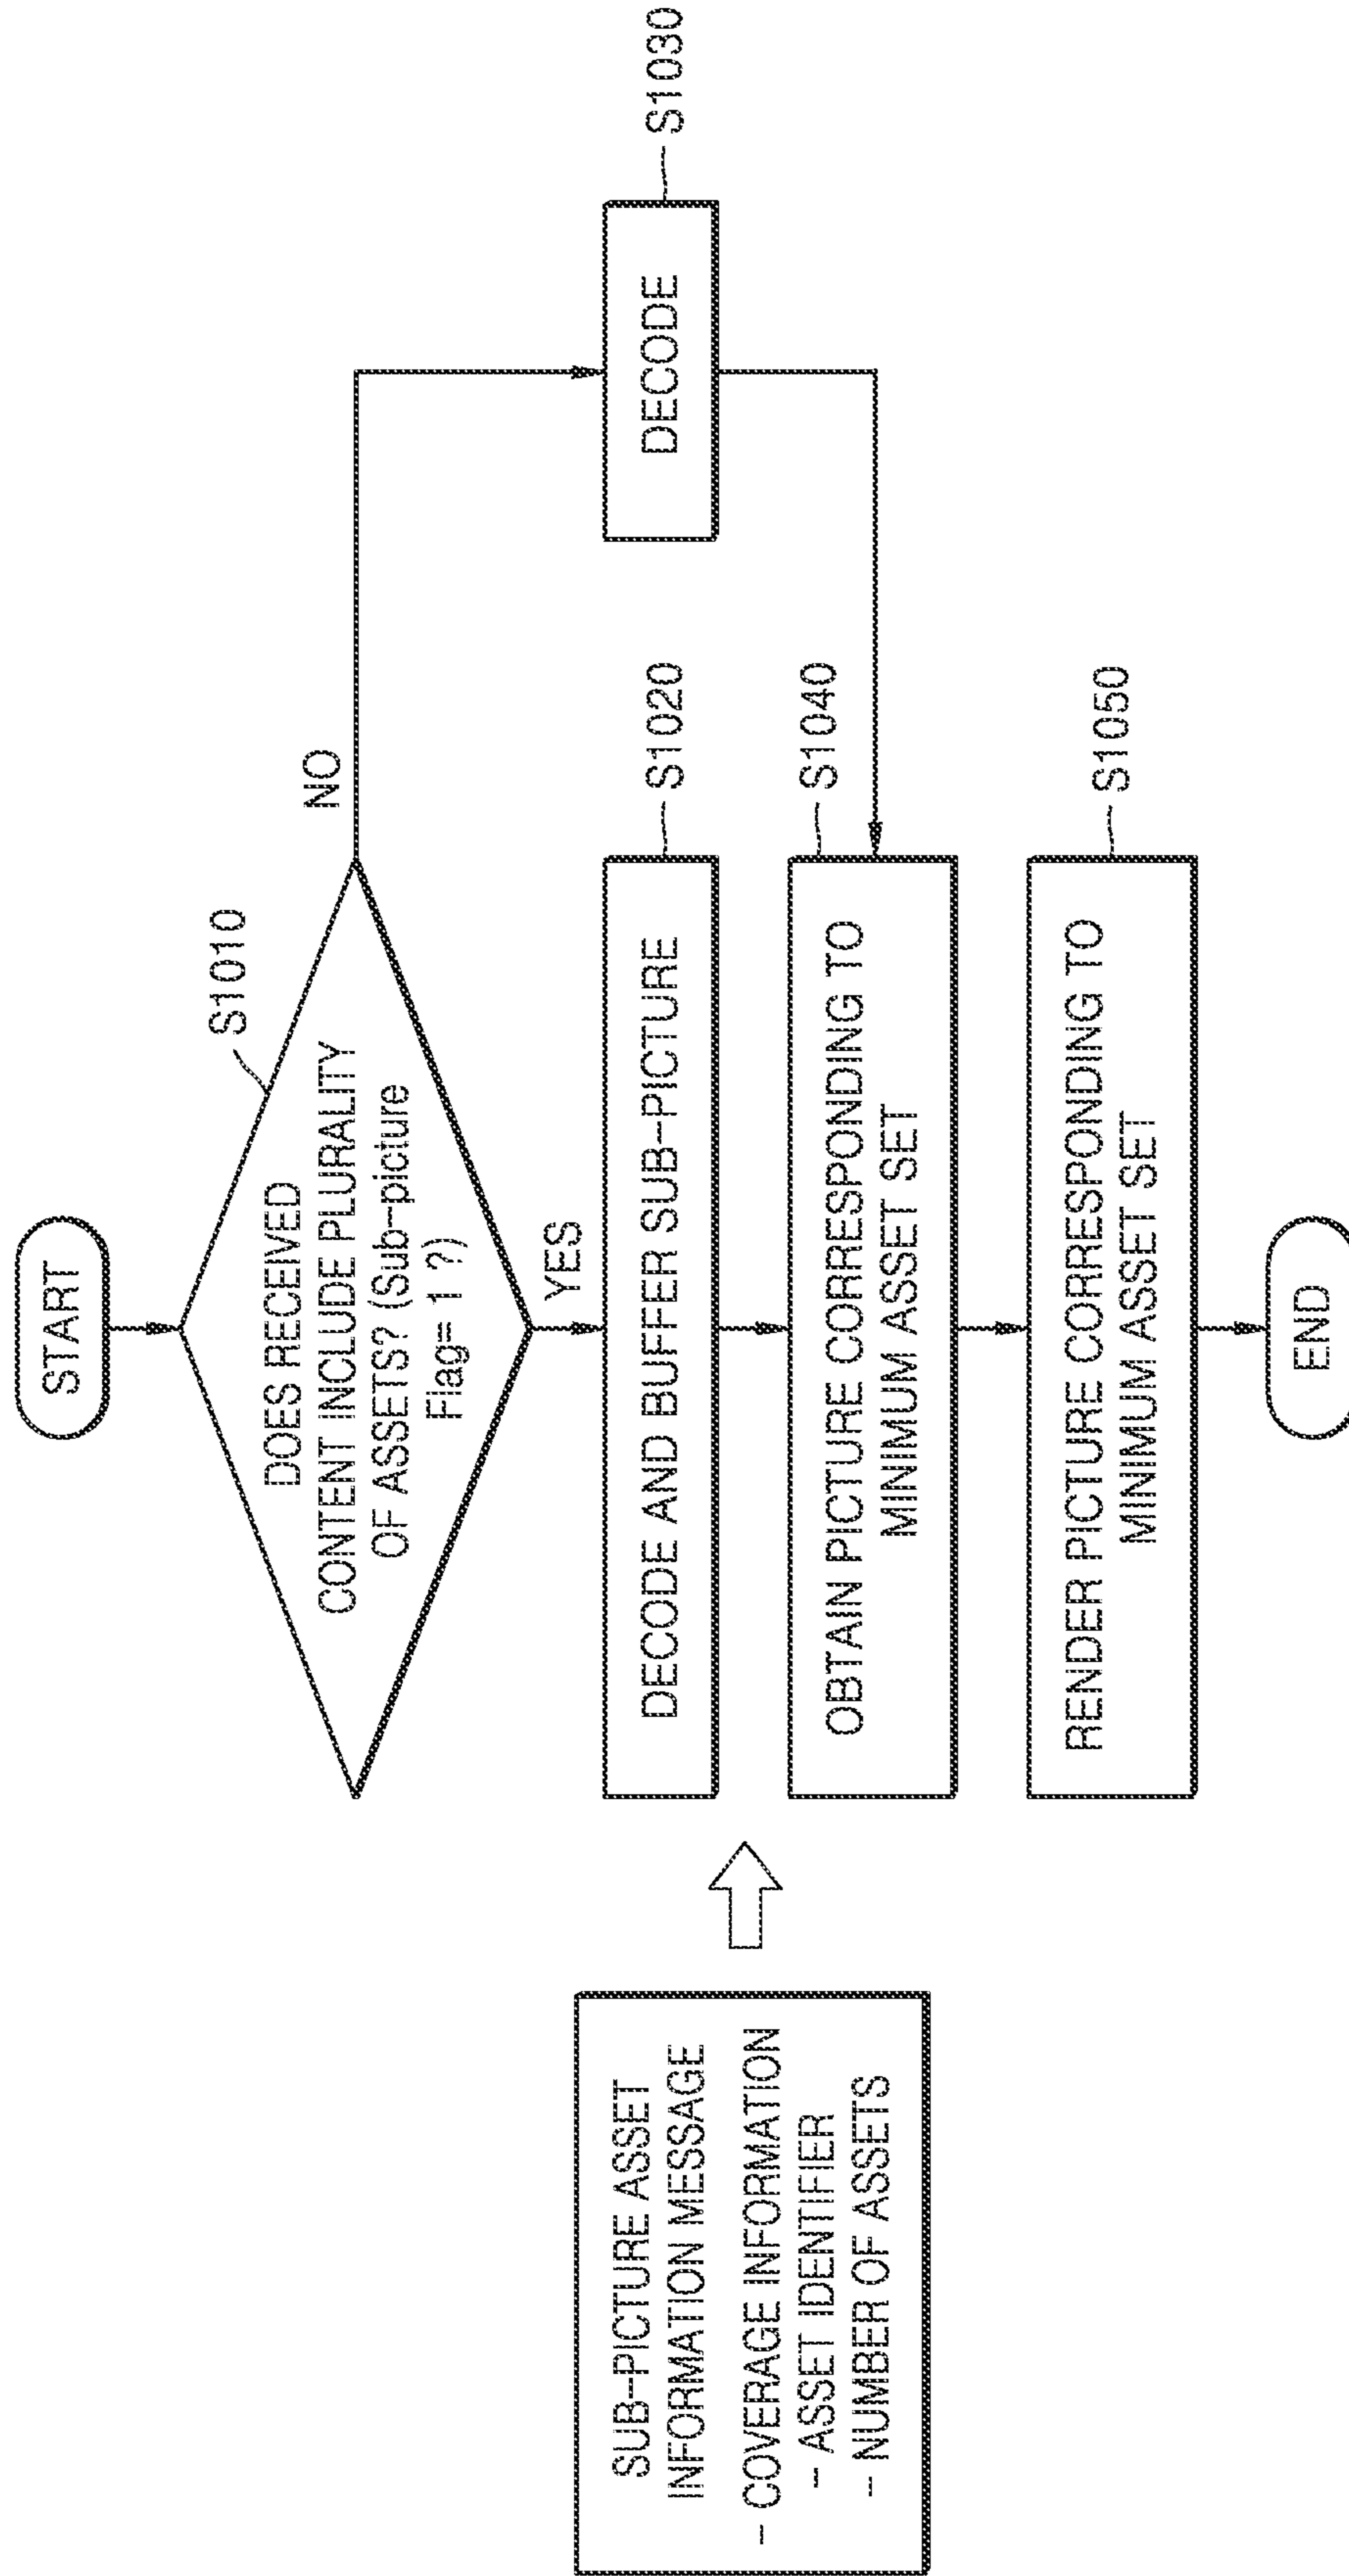 START
DOES RECEIVED
CONTENT INCLUDE PLURALITY
OF ASSETS? (Sub-picture
Flag= 1 ?)
S1010
NO
YES
SUB-PICTURE ASSET
INFORMATION MESSAGE
- COVERAGE INFORMATION
- ASSET IDENTIFIER
- NUMBER OF ASSETS
DECODE AND BUFFER SUB-PICTURE
S1020
DECODE
S1030
OBTAIN PICTURE CORRESPONDING TO
MINIMUM ASSET SET
S1040
RENDER PICTURE CORRESPONDING TO
MINIMUM ASSET SET
S1050
END